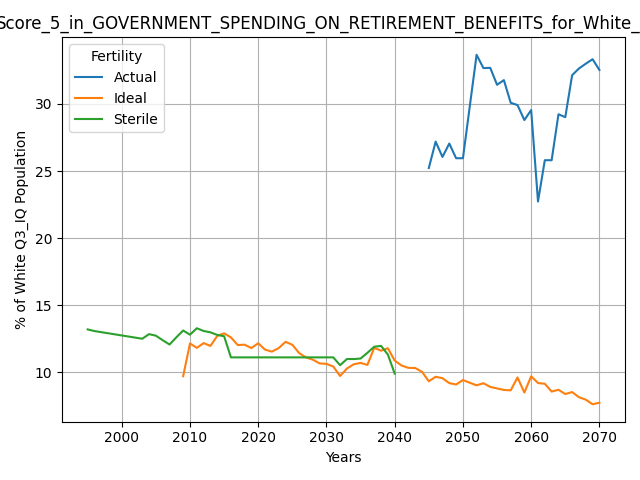 Score_5_in_GOVERNMENT_SPENDING_ON_RETIREMENT_BENEFITS_for_White_
Fertility
Actual
Ideal
Sterile
% of White Q3_IQ Population
30
25
20
15
10
2000 2010 2020 2030 2040 2050 2060 2070
Years